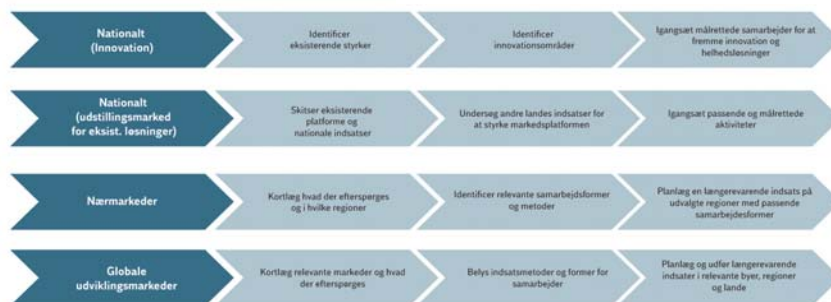 Nationalt
(Innovation)
Identificer
eksisterende styrker
Identificer
innovationsområder
Igangsæt målrettede samarbejder for at
fremme innovation og
helhedsløsninger
Nationalt
(udstillingsmarked
for eksist. løsninger)
Skitser eksisterende
platforme og
nationale indsatser
Undersøg andre landes indsatser for
at styrke markedsplatformen
Igangsæt passende og målrettede
aktiviteter
Nærmarkeder
Kortlæg hvad der efterspørges
og i hvilke regioner
Identificer relevante samarbejdsformer
og metoder
Planlæg en længerevarende indsats på
udvalgte regioner med passende
samarbejdesformer
Globale
udviklingsmarkeder
Kortlæg relevante markeder og hvad
der efterspørges
Belys indsatsmetoder og former for
samarbejder
Planlæg og udfør længerevarende
indsater i relevante byer, regioner
og lande